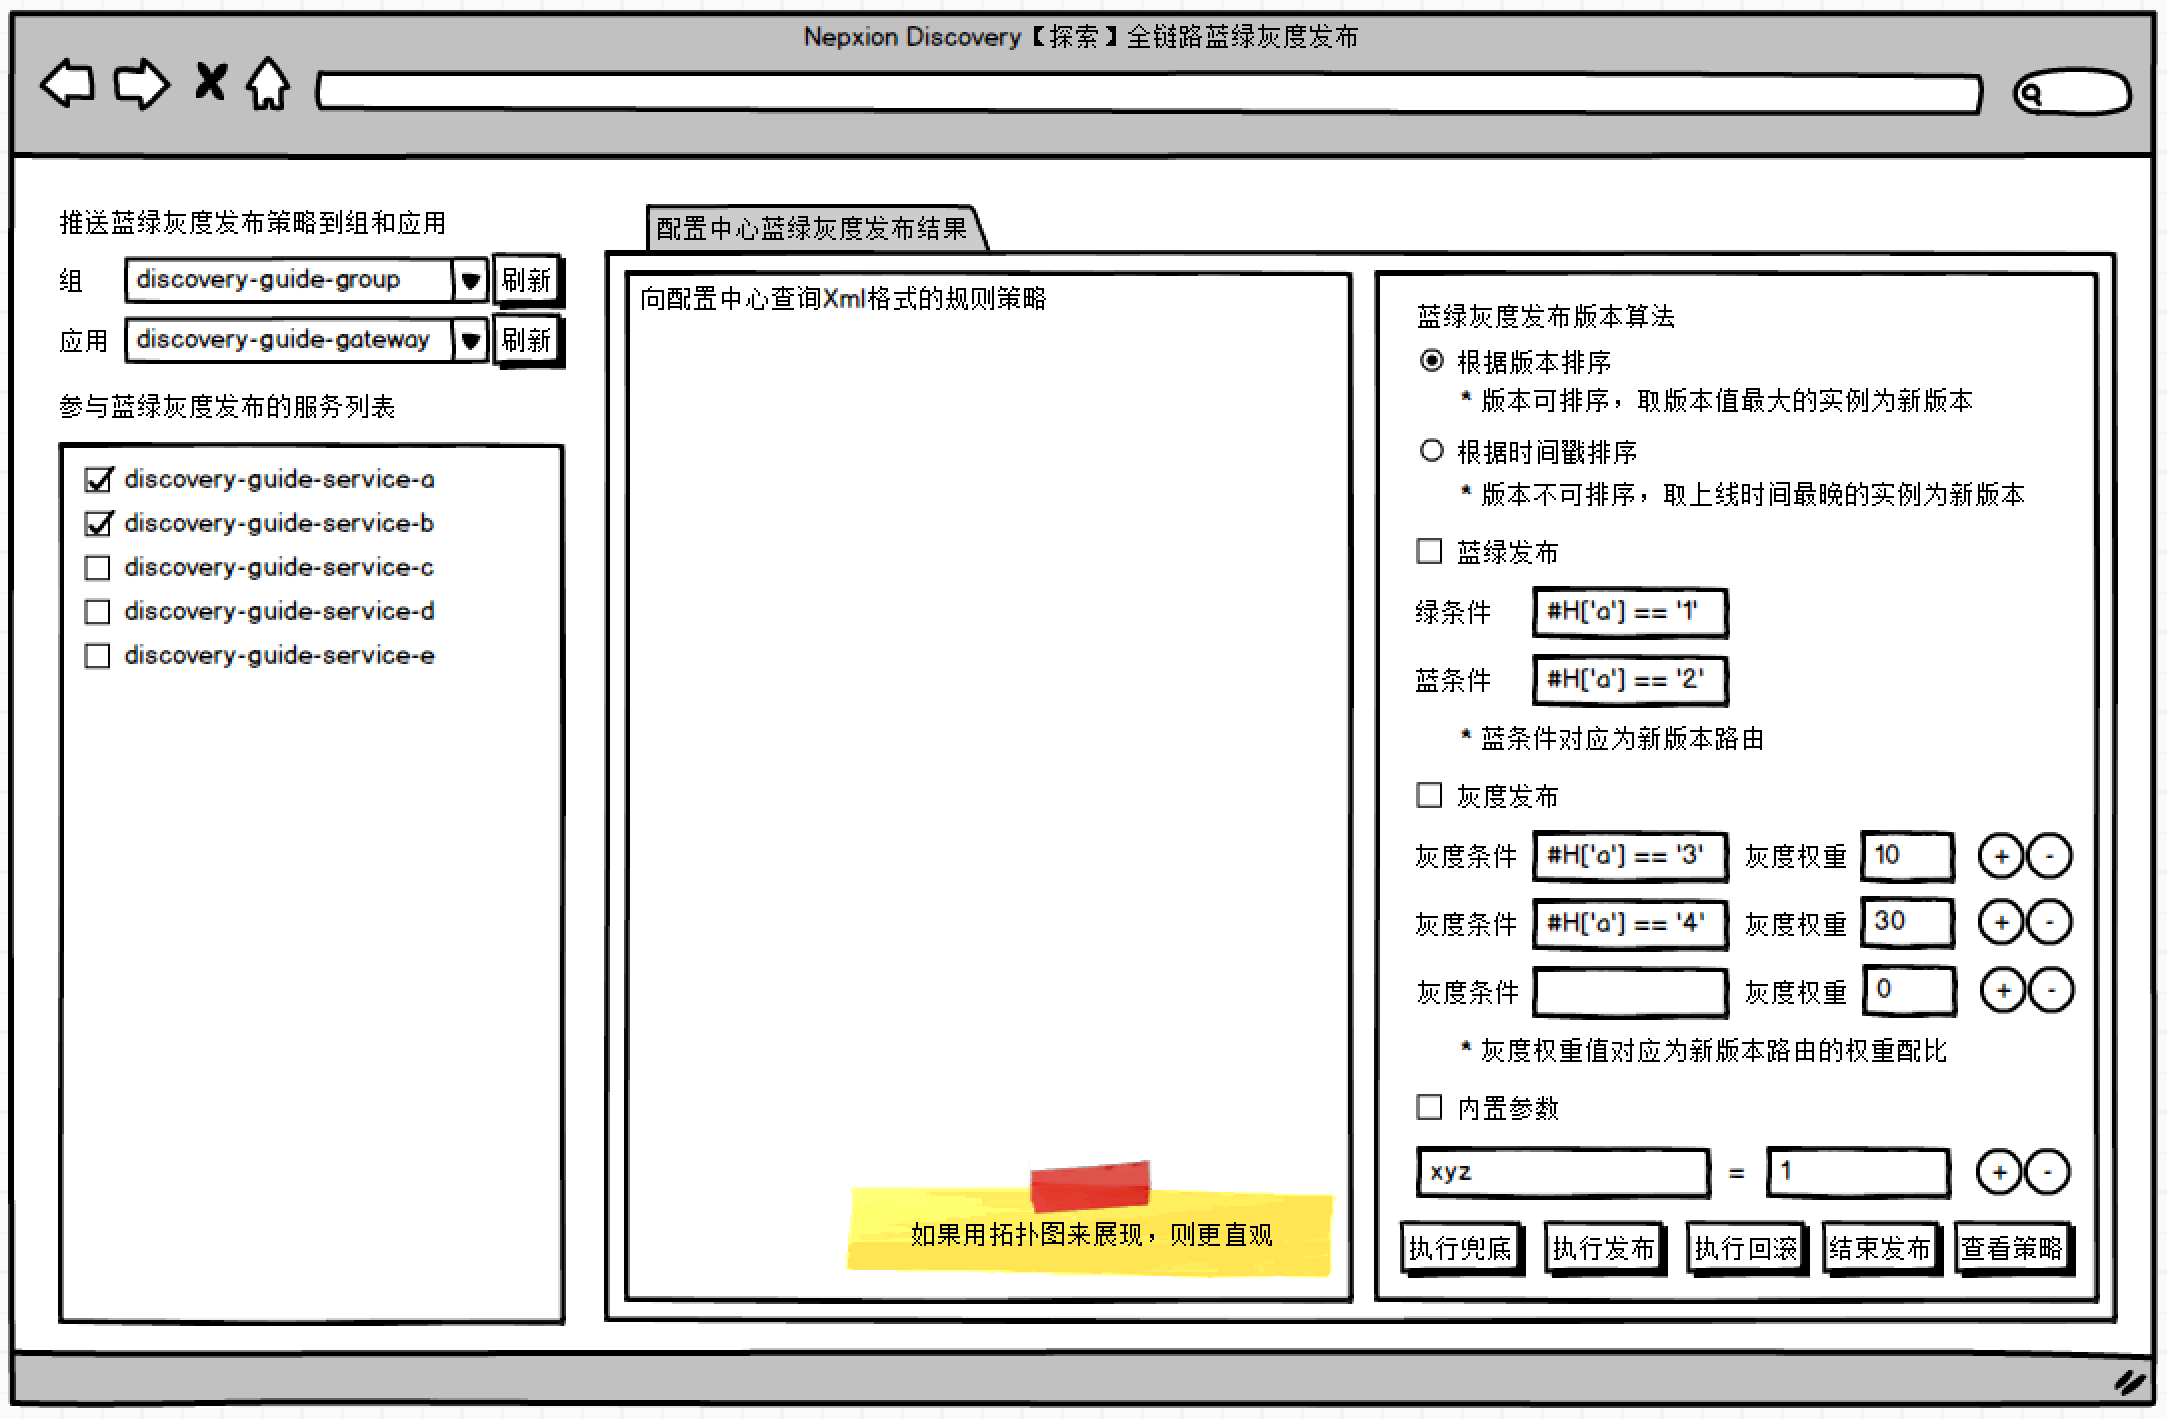 Nepxion Discovery【探索】全链路蓝绿灰度发布
推送蓝绿灰度发布策略到组和应用
组 discovery-guide-group 刷新
应用 discovery-guide-gateway 刷新
参与蓝绿灰度发布的服务列表
discovery-guide-service-a
discovery-guide-service-b
discovery-guide-service-c
discovery-guide-service-d
discovery-guide-service-e
配置中心蓝绿灰度发布结果
向配置中心查询Xml格式的规则策略
如果用拓扑图来展现，则更直观
蓝绿灰度发布版本算法
根据版本排序
* 版本可排序，取版本值最大的实例为新版本
根据时间戳排序
* 版本不可排序，取上线时间最晚的实例为新版本
蓝绿发布
绿条件 #H['a'] == '1'
蓝条件 #H['a'] == '2'
* 蓝条件对应为新版本路由
灰度发布
灰度条件 #H['a'] == '3' 灰度权重 10 + -
灰度条件 #H['a'] == '4' 灰度权重 30 + -
灰度条件 灰度权重 0 + -
* 灰度权重值对应为新版本路由的权重配比
内置参数
xyz = 1 + -
执行兜底 执行发布 执行回滚 结束发布 查看策略